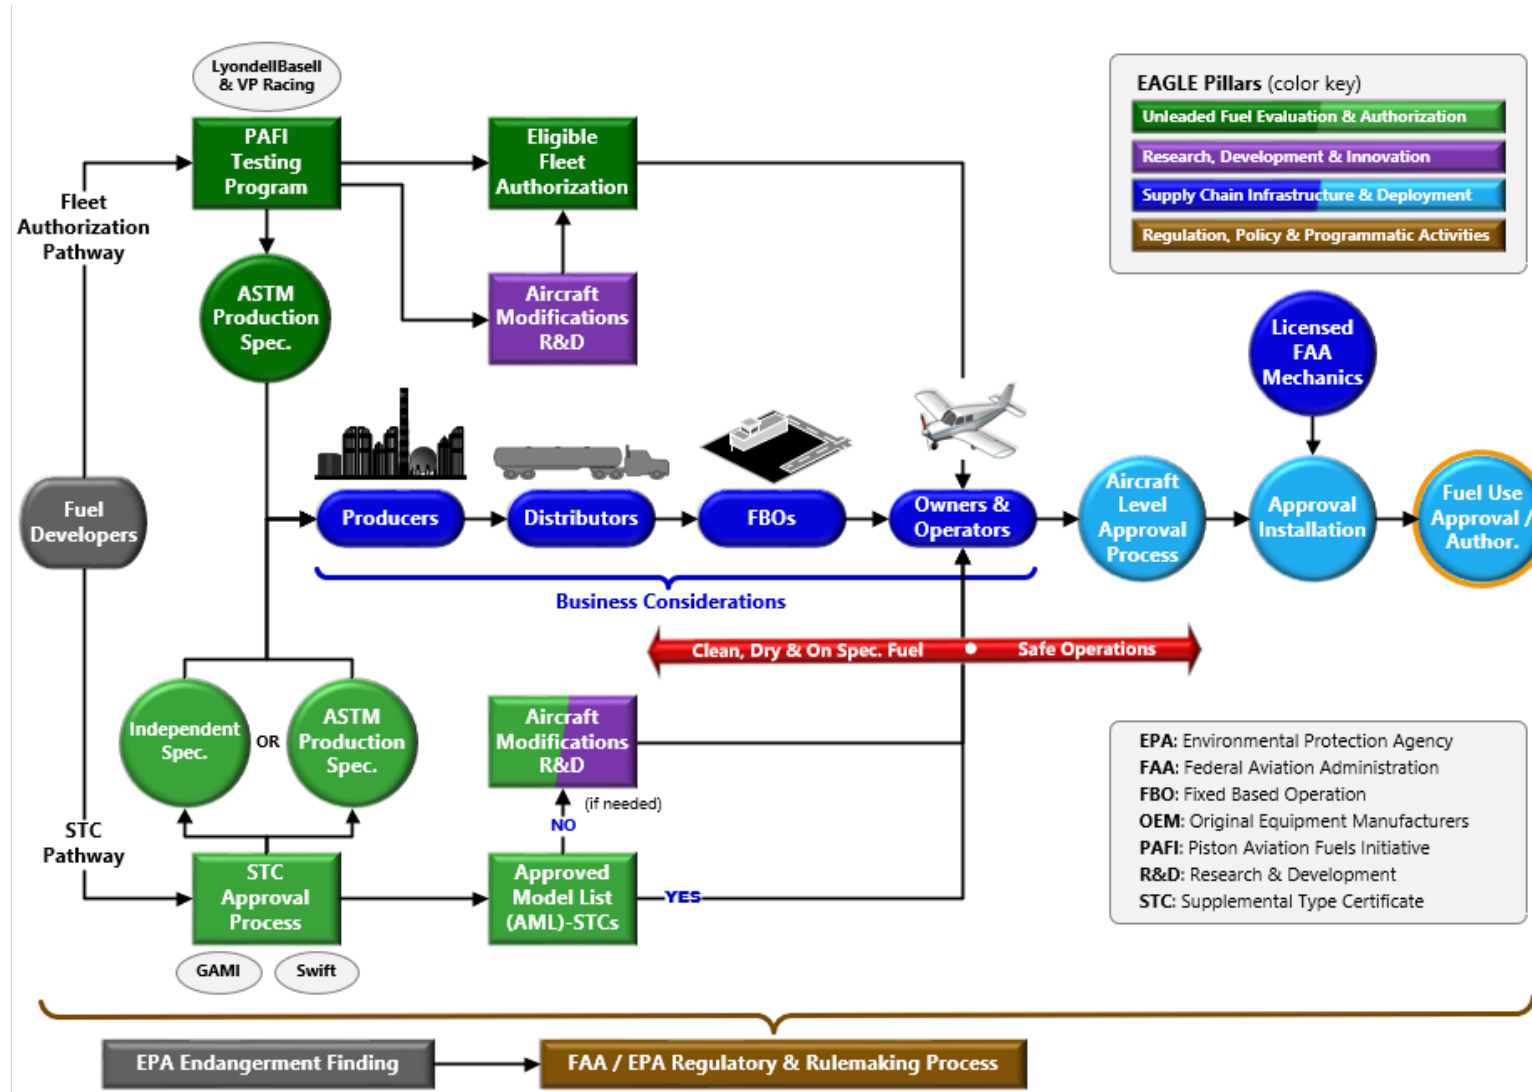 LyondellBasell
& VP Racing
PAFI
Testing
Program
Eligible
Fleet
Authorization
Fleet
Authorization
Pathway
ASTM
Production
Spec.
Aircraft
Modifications
R&D
EAGLE Pillars (color key)
Unleaded Fuel Evaluation & Authorization
Research, Development & Innovation
Supply Chain Infrastructure & Deployment
Regulation, Policy & Programmatic Activities
Licensed
FAA
Mechanics
Fuel
Developers
Producers
Distributors
FBOs
Owners &
Operators
Aircraft
Level
Approval
Process
Approval
Installation
Fuel Use
Approval /
Author.
Business Considerations
Clean, Dry & On Spec. Fuel
Safe Operations
Independent
Spec.
OR
ASTM
Production
Spec.
Aircraft
Modifications
R&D
(if needed)
NO
STC
Pathway
STC
Approval
Process
Approved
Model List
(AML)-STCs
YES
GAMI
Swift
EPA: Environmental Protection Agency
FAA: Federal Aviation Administration
FBO: Fixed Based Operation
OEM: Original Equipment Manufacturers
PAFI: Piston Aviation Fuels Initiative
R&D: Research & Development
STC: Supplemental Type Certificate
EPA Endangerment Finding
FAA / EPA Regulatory & Rulemaking Process